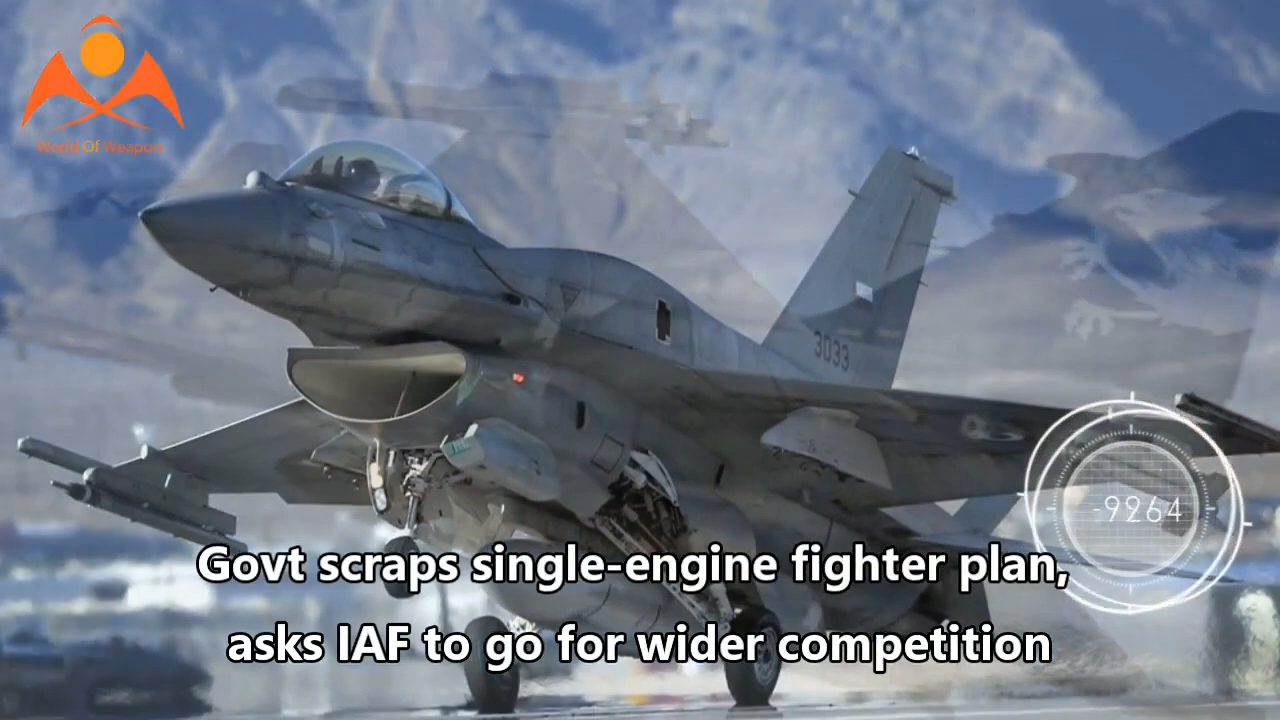 World Of Weapon
3033
-9264
Govt scraps single-engine fighter plan,
asks IAF to go for wider competition